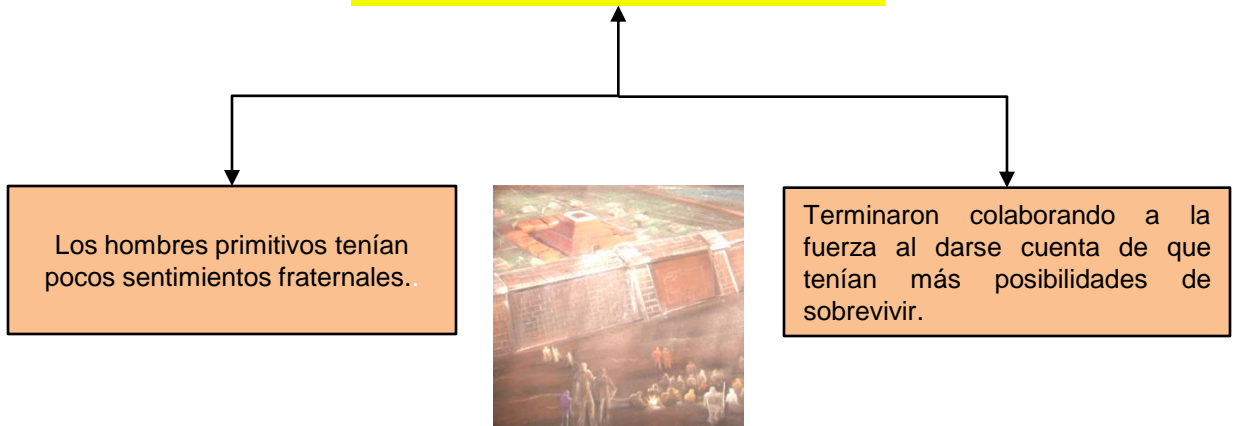 Los hombres primitivos tenían
pocos sentimientos fraternales..
Terminaron colaborando a la
fuerza al darse cuenta de que
tenían más posibilidades de
sobrevivir.